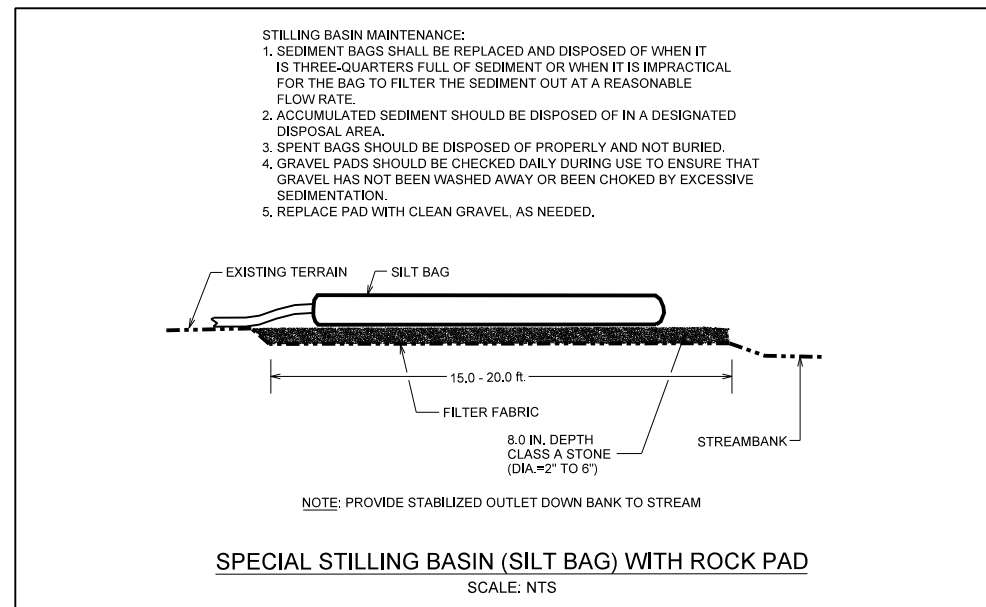 STILLING BASIN MAINTENANCE:
1. SEDIMENT BAGS SHALL BE REPLACED AND DISPOSED OF WHEN IT
IS THREE-QUARTERS FULL OF SEDIMENT OR WHEN IT IS IMPRACTICAL
FOR THE BAG TO FILTER THE SEDIMENT OUT AT A REASONABLE
FLOW RATE.
2. ACCUMULATED SEDIMENT SHOULD BE DISPOSED OF IN A DESIGNATED
DISPOSAL AREA.
3. SPENT BAGS SHOULD BE DISPOSED OF PROPERLY AND NOT BURIED.
4. GRAVEL PADS SHOULD BE CHECKED DAILY DURING USE TO ENSURE THAT
GRAVEL HAS NOT BEEN WASHED AWAY OR BEEN CHOKED BY EXCESSIVE
SEDIMENTATION.
5. REPLACE PAD WITH CLEAN GRAVEL, AS NEEDED.
EXISTING TERRAIN
SILT BAG
15.0 - 20.0 ft.
FILTER FABRIC
8.0 IN. DEPTH
CLASS A STONE
(DIA.=2" TO 6")
STREAMBANK
NOTE: PROVIDE STABILIZED OUTLET DOWN BANK TO STREAM
SPECIAL STILLING BASIN (SILT BAG) WITH ROCK PAD
SCALE: NTS